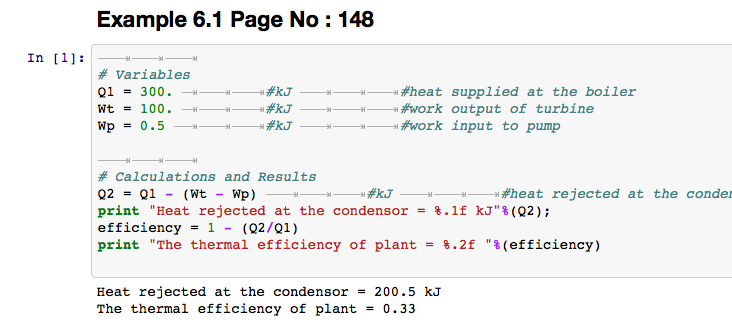 Example 6.1 Page No : 148
In [1]:
# Variables
Q1 = 300. #kJ #heat supplied at the boiler
Wt = 100. #kJ #work output of turbine
Wp = 0.5 #kJ #work input to pump
# Calculations and Results
Q2 = Q1 - (Wt - Wp) #kJ #heat rejected at the conden
print "Heat rejected at the condensor = %.1f kJ"%(Q2);
efficiency = 1 - (Q2/Q1)
print "The thermal efficiency of plant = %.2f "%(efficiency)
Heat rejected at the condensor = 200.5 kJ
The thermal efficiency of plant = 0.33